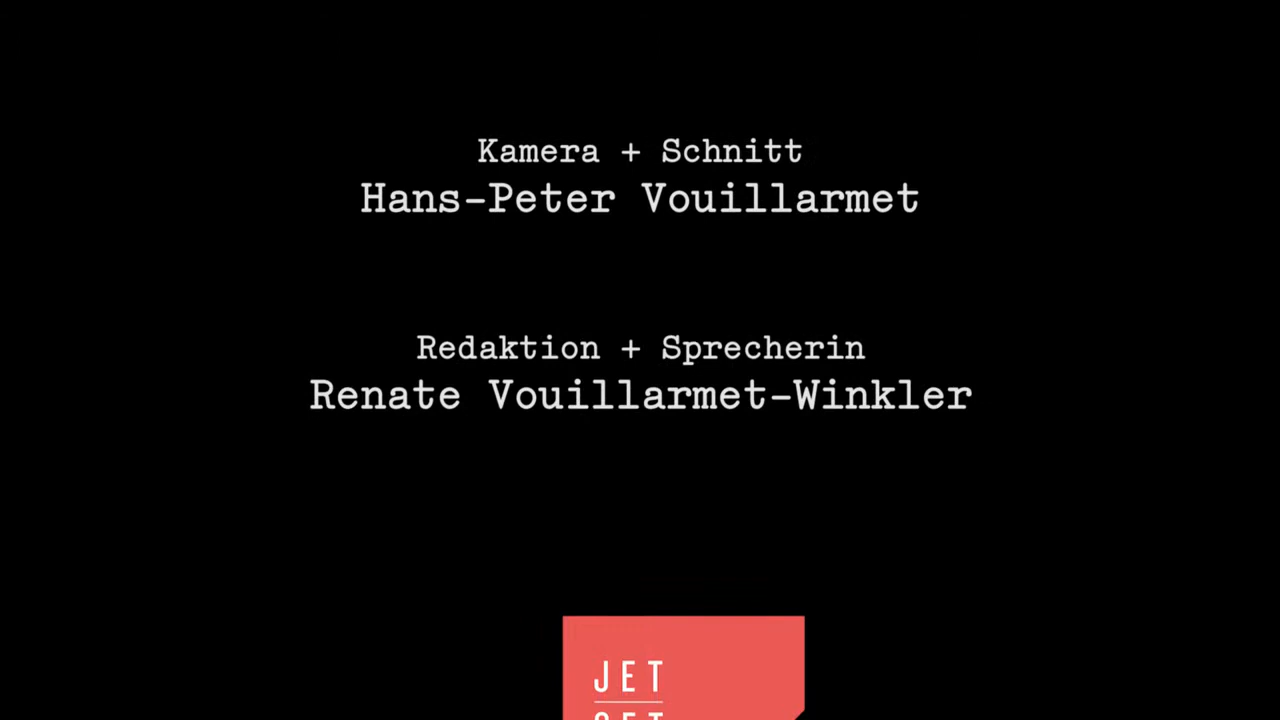 Kamera + Schnitt
Hans-Peter Vouillarmet
Redaktion + Sprecherin
Renate Vouillarmet-Winkler
JET